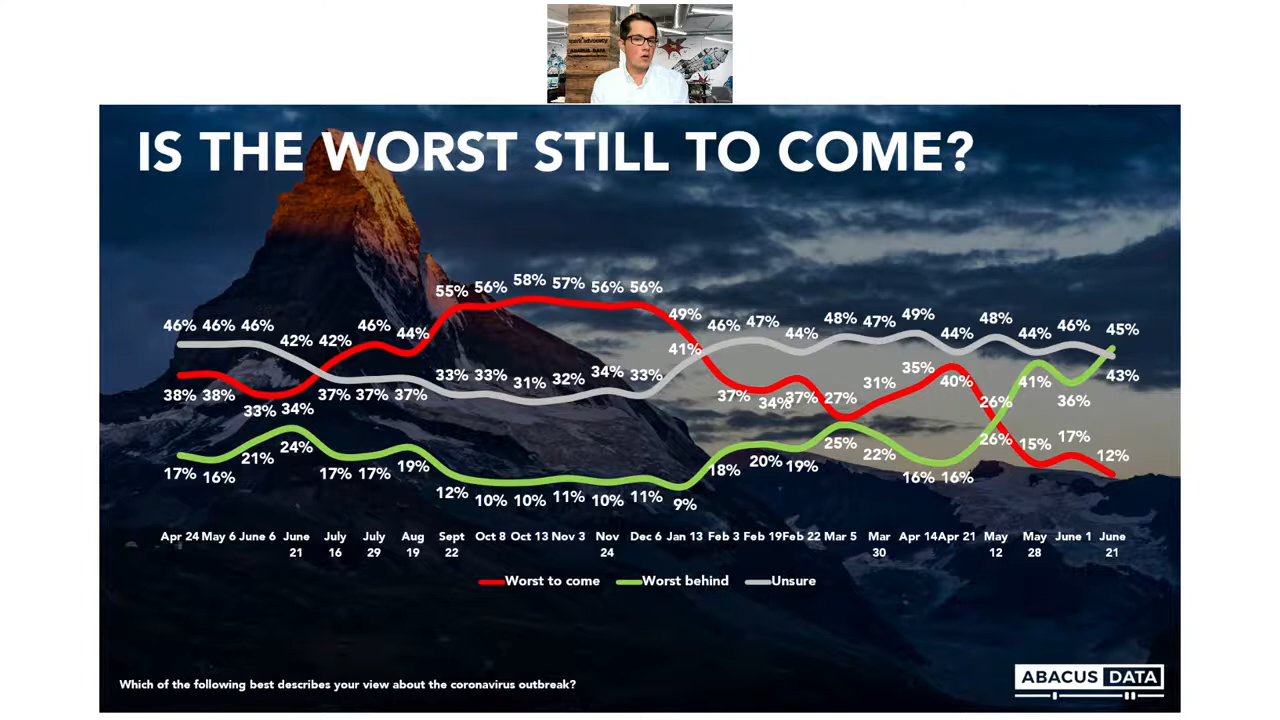 mark*advocacy
ABACUS DATA
IS THE WORST STILL TO COME?
55% 56% 58% 57% 56% 56%
49%
46% 46% 46% 42% 42% 46% 44% 41% 46% 47% 44% 48% 47% 49% 44% 48% 44% 46% 45%
38% 38% 33% 34% 37% 37% 37% 33% 33% 31% 32% 34% 33% 37% 34% 37% 27% 31% 35% 40% 26% 41% 36% 43%
17% 16% 21% 24% 17% 17% 19% 12% 10% 10% 11% 10% 11% 9% 18% 20% 19% 25% 22% 16% 16% 26% 15% 17% 12%
Apr 24 May 6 June 6 June 21 July 16 July 29 Aug 19 Sept 22 Oct 8 Oct 13 Nov 3 Nov 24 Dec 6 Jan 13 Feb 3 Feb 19 Feb 22 Mar 5 Mar 30 Apr 14 Apr 21 May 12 May 28 June 1 June 21
Worst to come Worst behind Unsure
Which of the following best describes your view about the coronavirus outbreak?
ABACUS DATA